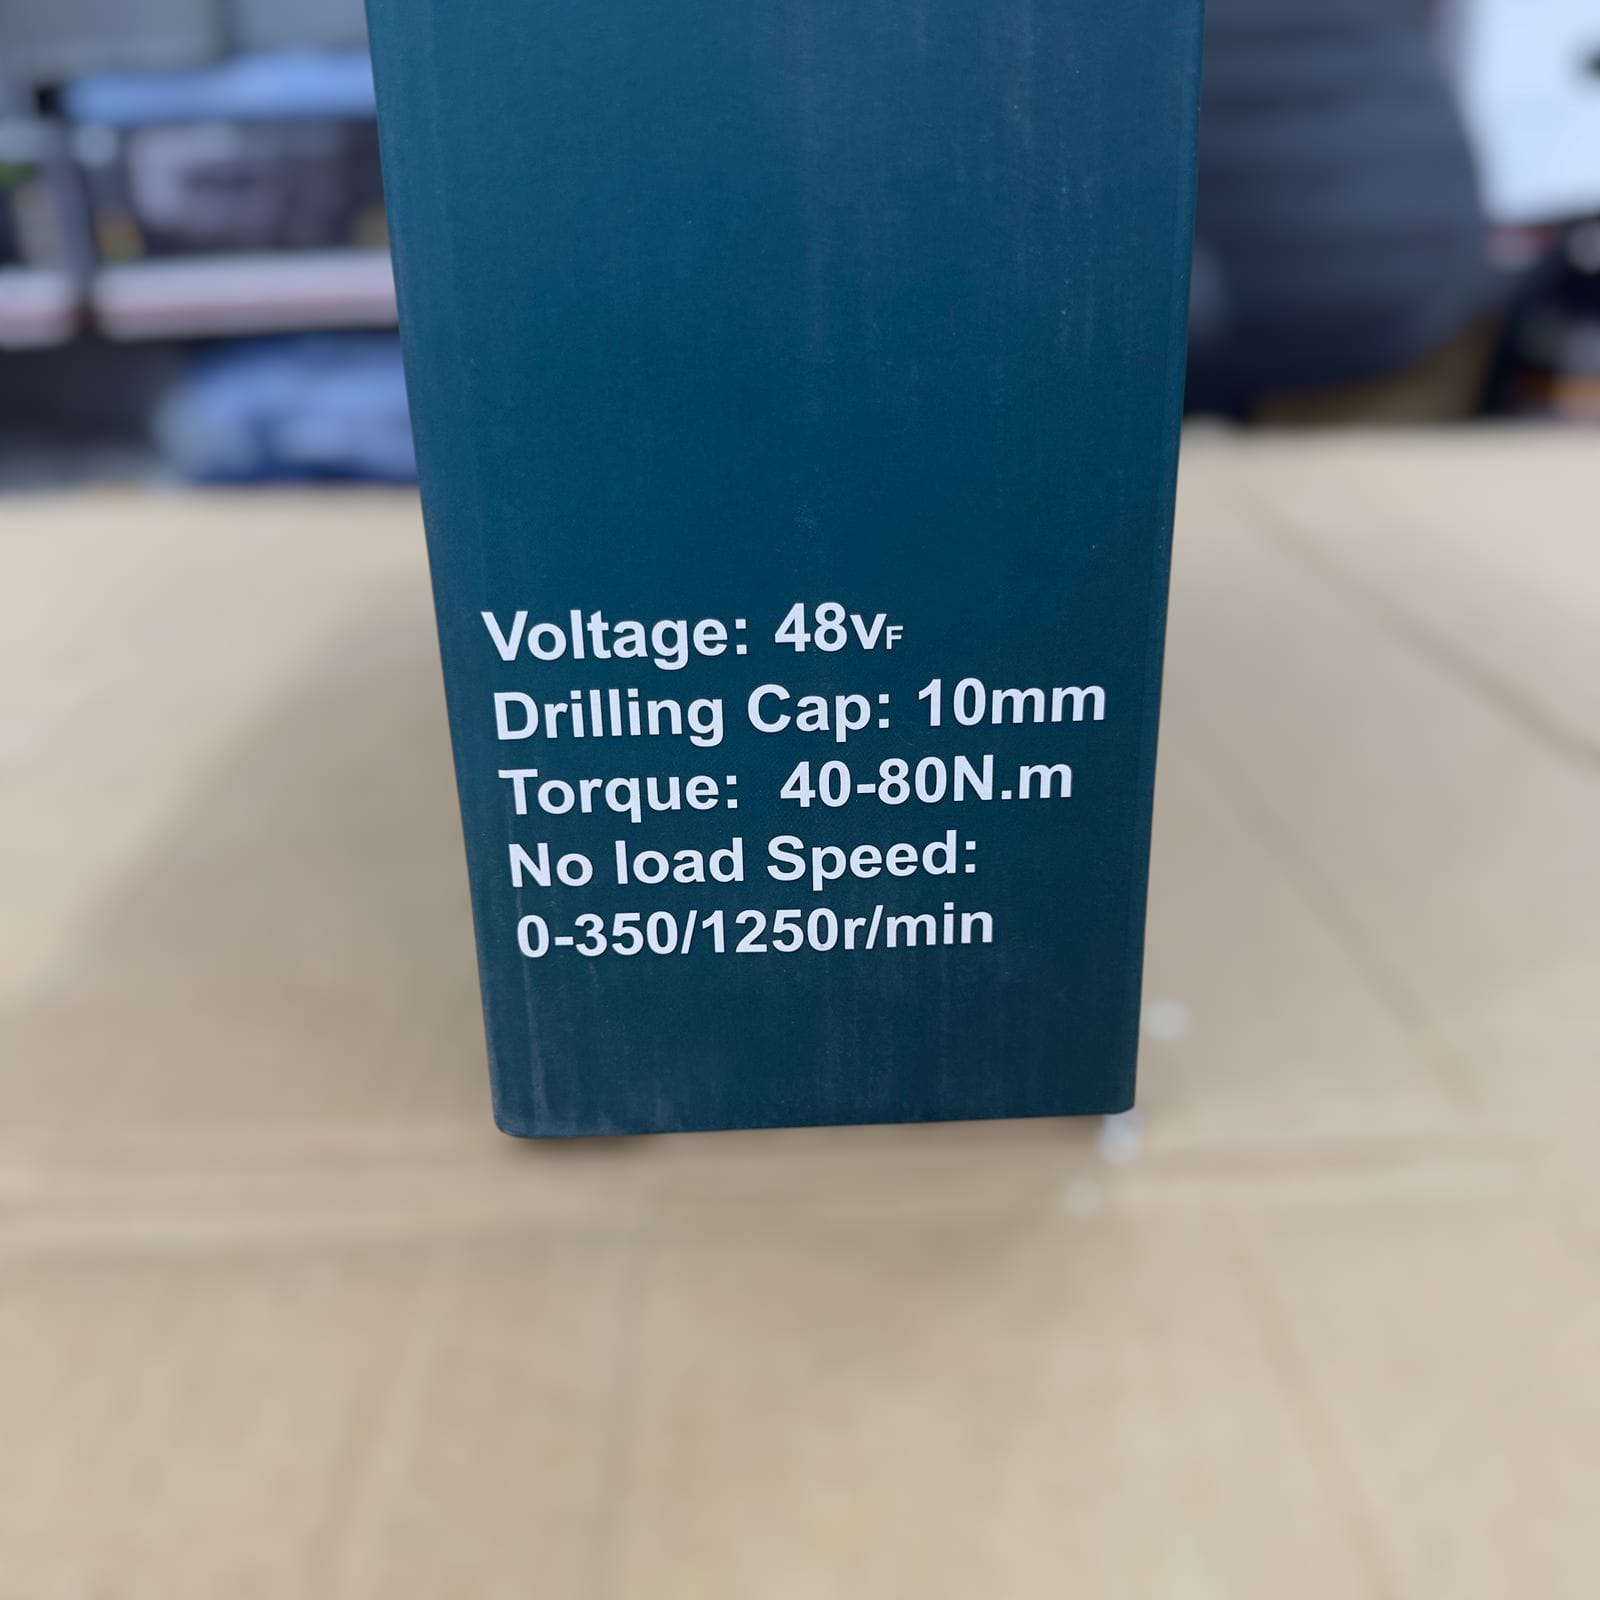 Voltage: 48vF
Drilling Cap: 10mm
Torque: 40-80N.m
No load Speed:
0-350/1250r/min